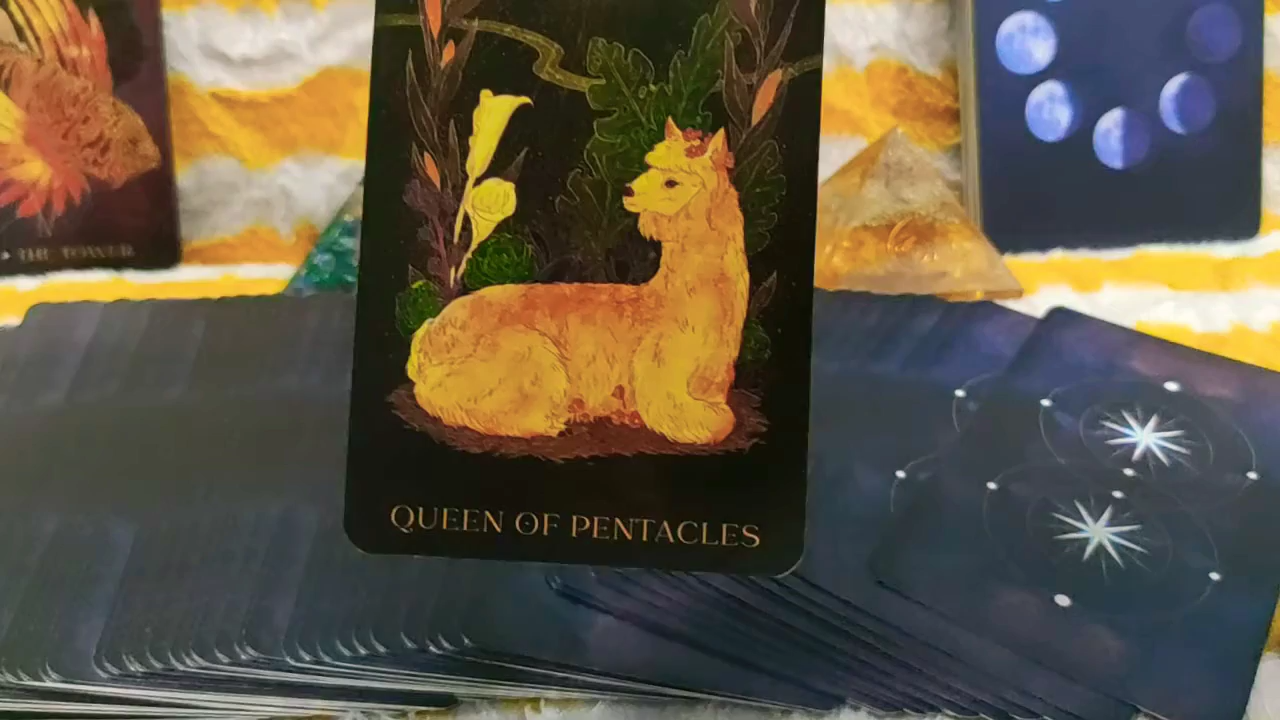 • THE TOWER
QUEEN OF PENTACLES